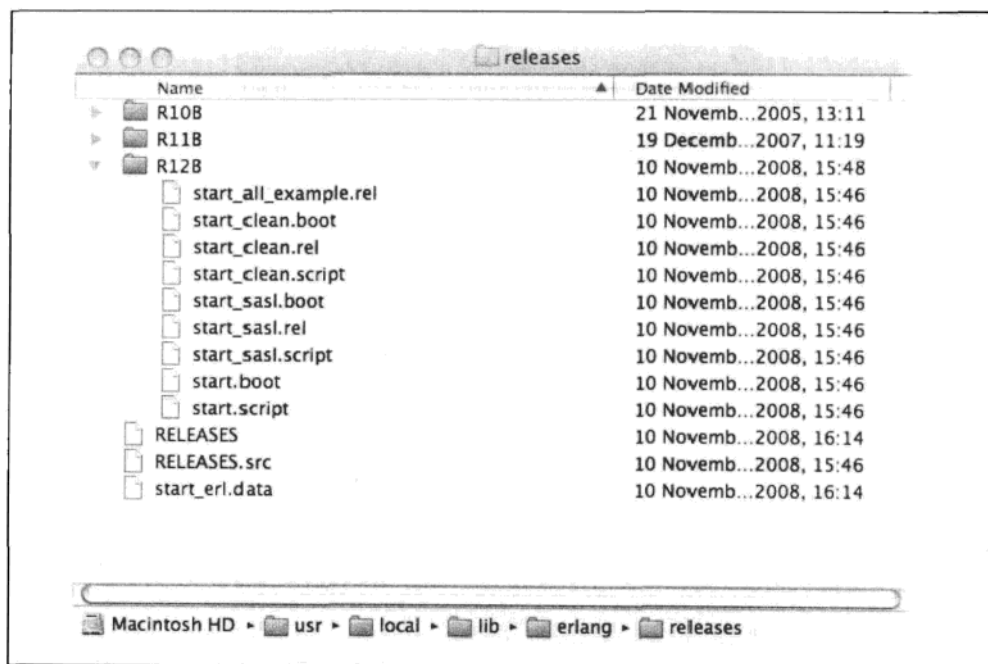 releases
Name Date Modified
R10B 21 Novemb...2005, 13:11
R11B 19 Decemb...2007, 11:19
R12B 10 Novemb...2008, 15:48
start_all_example.rel 10 Novemb...2008, 15:46
start_clean.boot 10 Novemb...2008, 15:46
start_clean.rel 10 Novemb...2008, 15:46
start_clean.script 10 Novemb...2008, 15:46
start_sasl.boot 10 Novemb...2008, 15:46
start_sasl.rel 10 Novemb...2008, 15:46
start_sasl.script 10 Novemb...2008, 15:46
start.boot 10 Novemb...2008, 15:46
start.script 10 Novemb...2008, 15:46
RELEASES 10 Novemb...2008, 16:14
RELEASES.src 10 Novemb...2008, 15:46
start_erl.data 10 Novemb...2008, 16:14
Macintosh HD ▸ usr ▸ local ▸ lib ▸ erlang ▸ releases